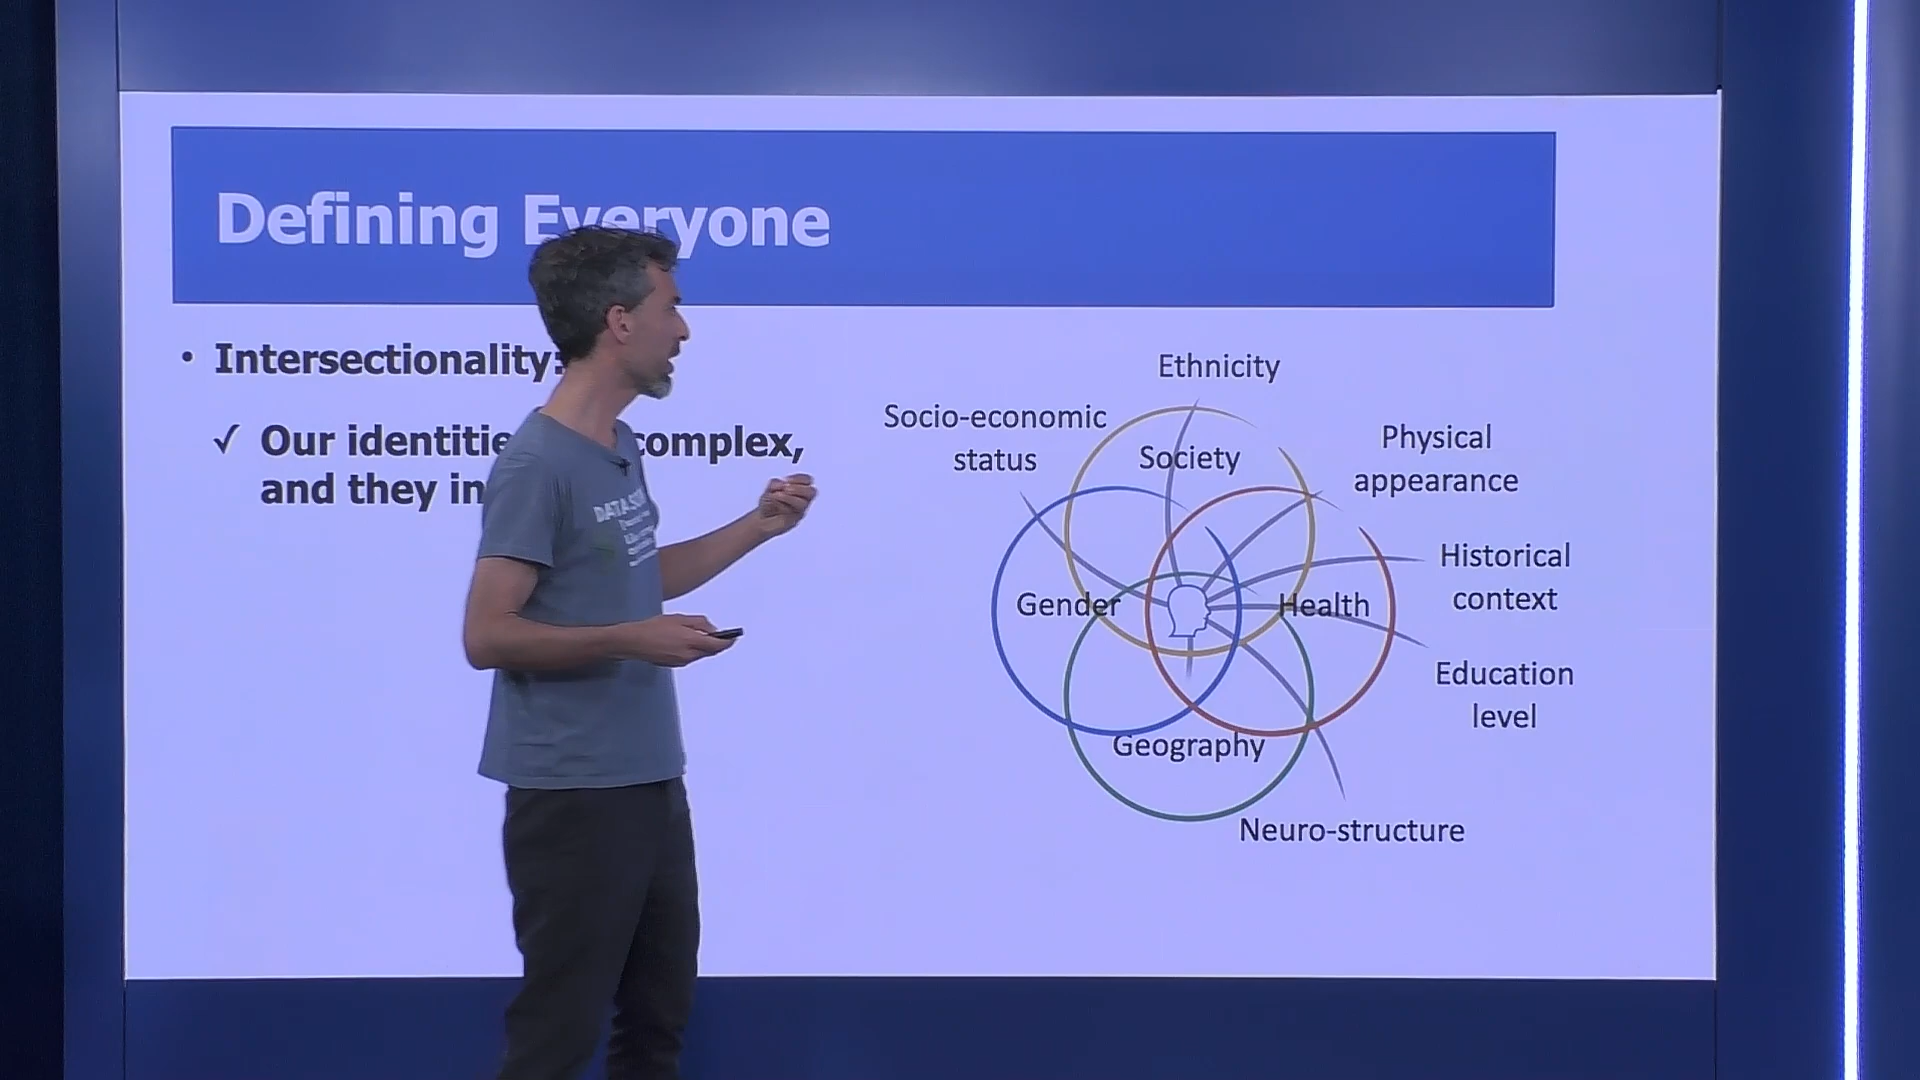 Defining Everyone
• Intersectionality:
✓ Our identitie complex,
and they in
Ethnicity
Socio-economic
status
Society
Physical
appearance
Gender
Health
Historical
context
Education
level
Geography
Neuro-structure